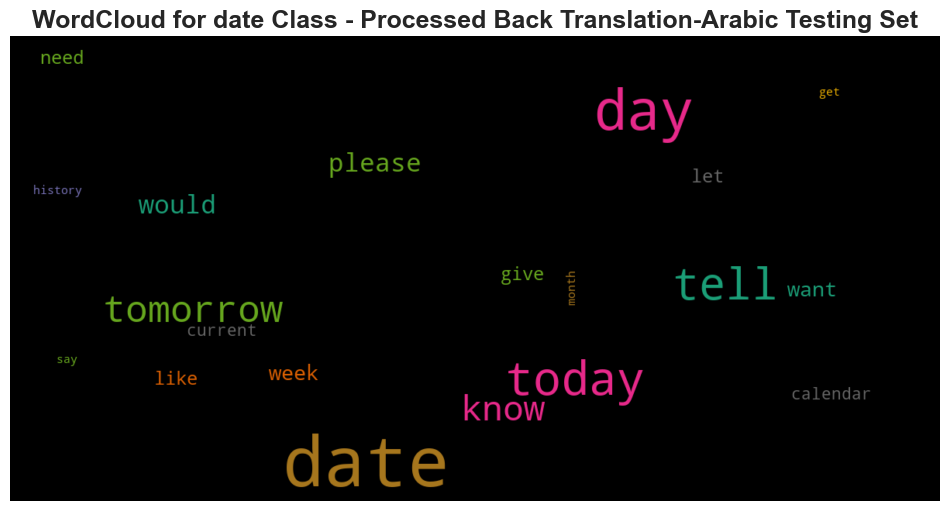 WordCloud for date Class - Processed Back Translation-Arabic Testing Set
need
day
get
please
let
history
would
give
month
tell
want
tomorrow
current
say
like
week
today
know
calendar
date